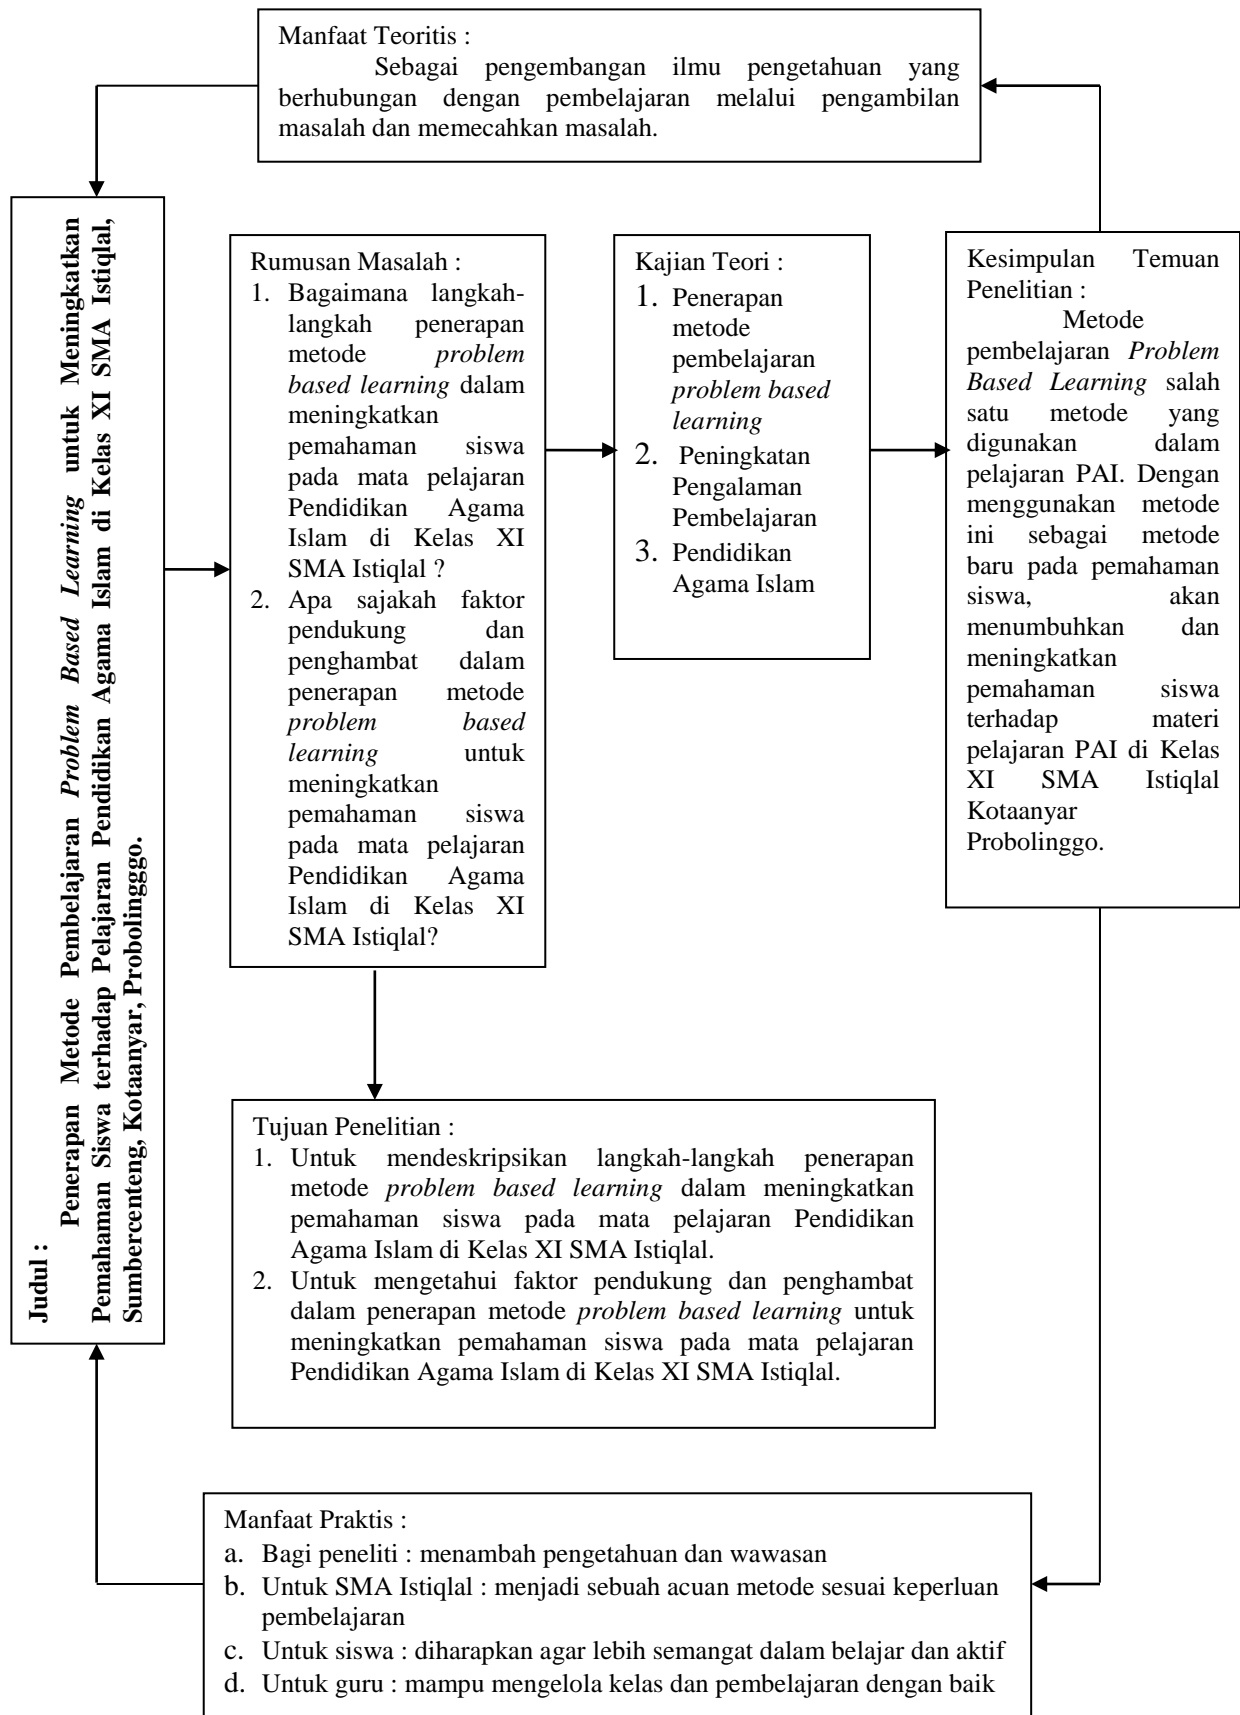 Manfaat Teoritis :
Sebagai pengembangan ilmu pengetahuan yang
berhubungan dengan pembelajaran melalui pengambilan
masalah dan memecahkan masalah.
Judul :
Penerapan Metode Pembelajaran Problem Based Learning untuk Meningkatkan
Pemahaman Siswa terhadap Pelajaran Pendidikan Agama Islam di Kelas XI SMA Istiqlal,
Sumbercenteng, Kotaanyar, Probolingggo.
Rumusan Masalah :
1. Bagaimana langkah-
langkah penerapan
metode problem
based learning dalam
meningkatkan
pemahaman siswa
pada mata pelajaran
Pendidikan Agama
Islam di Kelas XI
SMA Istiqlal ?
2. Apa sajakah faktor
pendukung dan
penghambat dalam
penerapan metode
problem based
learning untuk
meningkatkan
pemahaman siswa
pada mata pelajaran
Pendidikan Agama
Islam di Kelas XI
SMA Istiqlal?
Kajian Teori :
1. Penerapan
metode
pembelajaran
problem based
learning
2. Peningkatan
Pengalaman
Pembelajaran
3. Pendidikan
Agama Islam
Kesimpulan Temuan
Penelitian :
Metode
pembelajaran Problem
Based Learning salah
satu metode yang
digunakan dalam
pelajaran PAI. Dengan
menggunakan metode
ini sebagai metode
baru pada pemahaman
siswa, akan
menumbuhkan dan
meningkatkan
pemahaman siswa
terhadap materi
pelajaran PAI di Kelas
XI SMA Istiqlal
Kotaanyar
Probolinggo.
Tujuan Penelitian :
1. Untuk mendeskripsikan langkah-langkah penerapan
metode problem based learning dalam meningkatkan
pemahaman siswa pada mata pelajaran Pendidikan
Agama Islam di Kelas XI SMA Istiqlal.
2. Untuk mengetahui faktor pendukung dan penghambat
dalam penerapan metode problem based learning untuk
meningkatkan pemahaman siswa pada mata pelajaran
Pendidikan Agama Islam di Kelas XI SMA Istiqlal.
Manfaat Praktis :
a. Bagi peneliti : menambah pengetahuan dan wawasan
b. Untuk SMA Istiqlal : menjadi sebuah acuan metode sesuai keperluan
pembelajaran
c. Untuk siswa : diharapkan agar lebih semangat dalam belajar dan aktif
d. Untuk guru : mampu mengelola kelas dan pembelajaran dengan baik